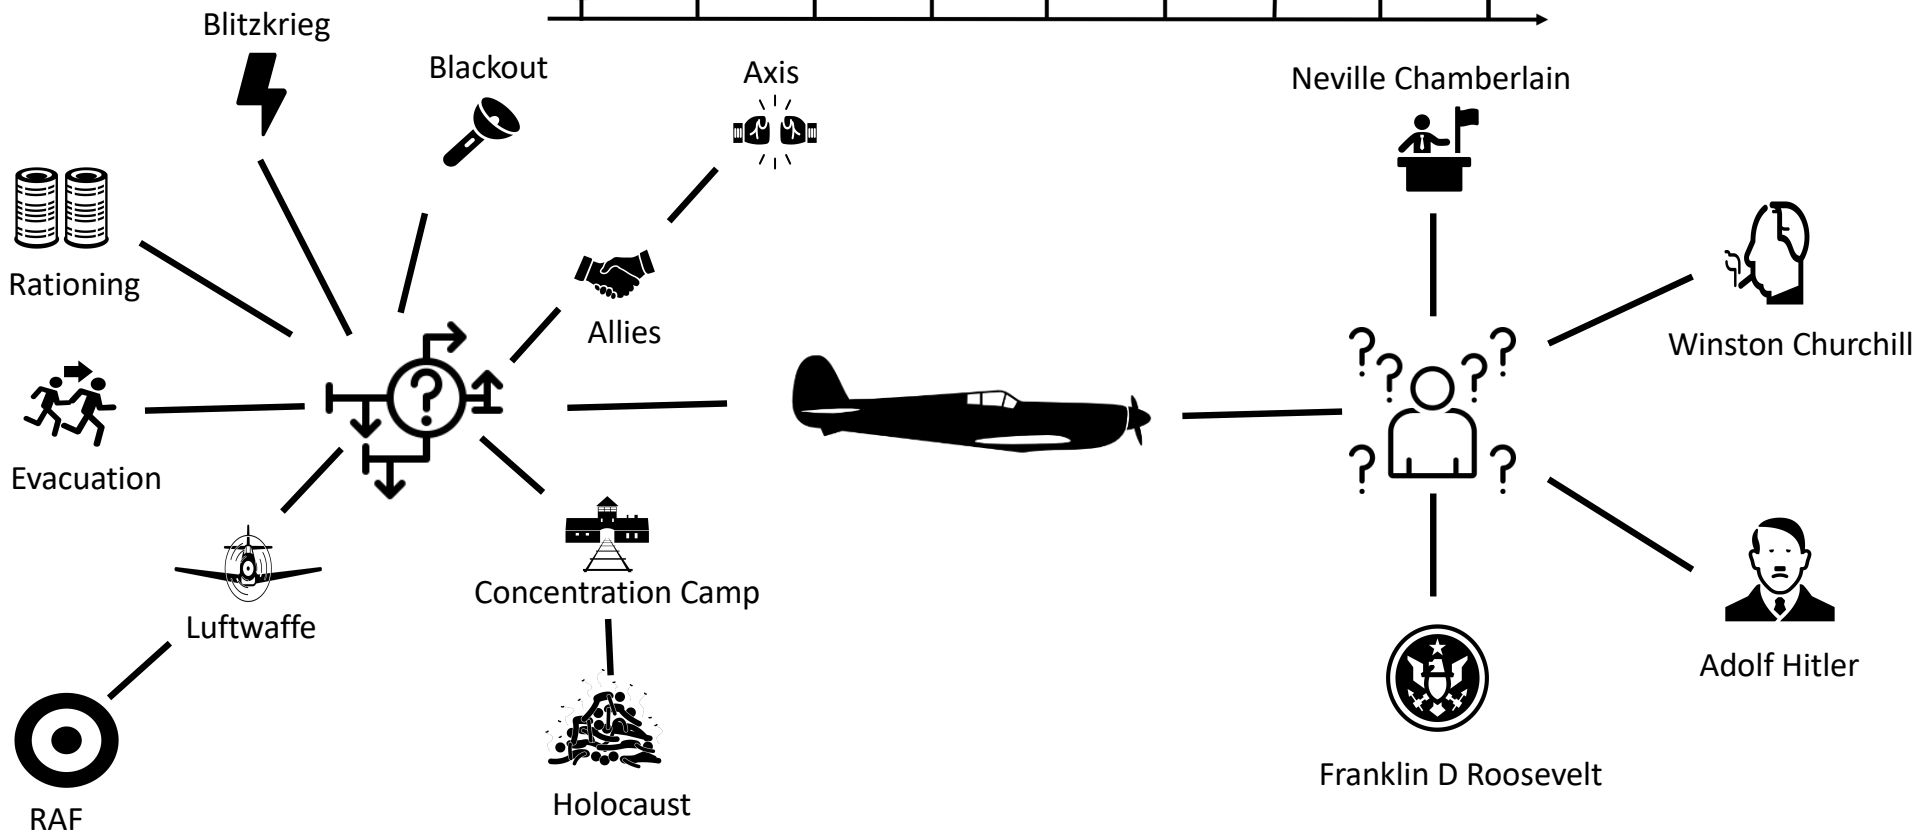 Blitzkrieg
Blackout
Axis
Neville Chamberlain
Rationing
Allies
Winston Churchill
Evacuation
Concentration Camp
Luftwaffe
Adolf Hitler
Franklin D Roosevelt
Holocaust
RAF